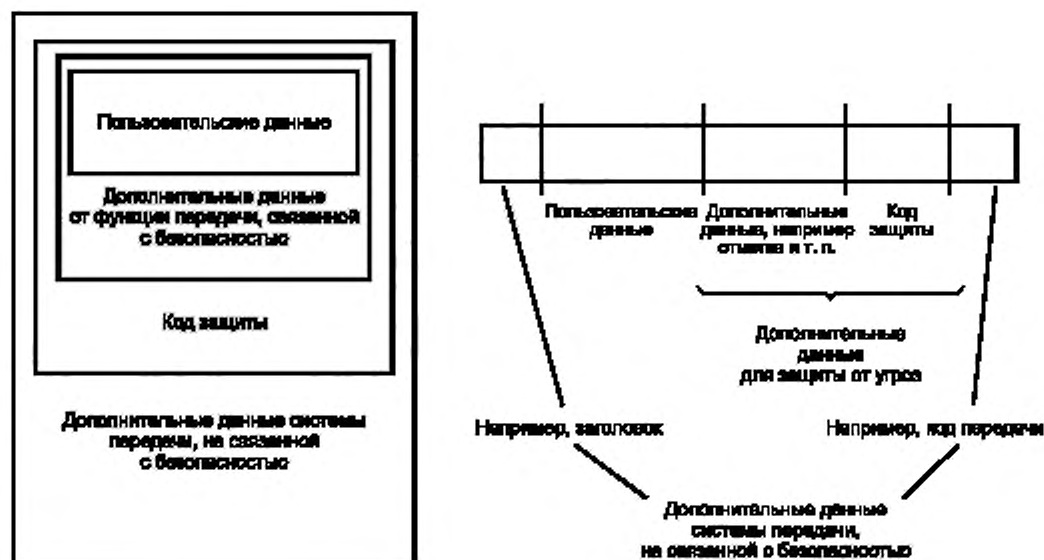 Пользовательские данные
Дополнительные данные
от функции передачи, связанной
с безопасностью
Код защиты
Дополнительные данные системы
передачи, не связанной
с безопасностью
Пользовательские
данные
Дополнительные
данные, например
отметка и т. п.
Код
защиты
Дополнительные
данные
для защиты от угроз
Например, заголовок
Например, код передачи
Дополнительные данные
системы передачи,
не связанной с безопасностью